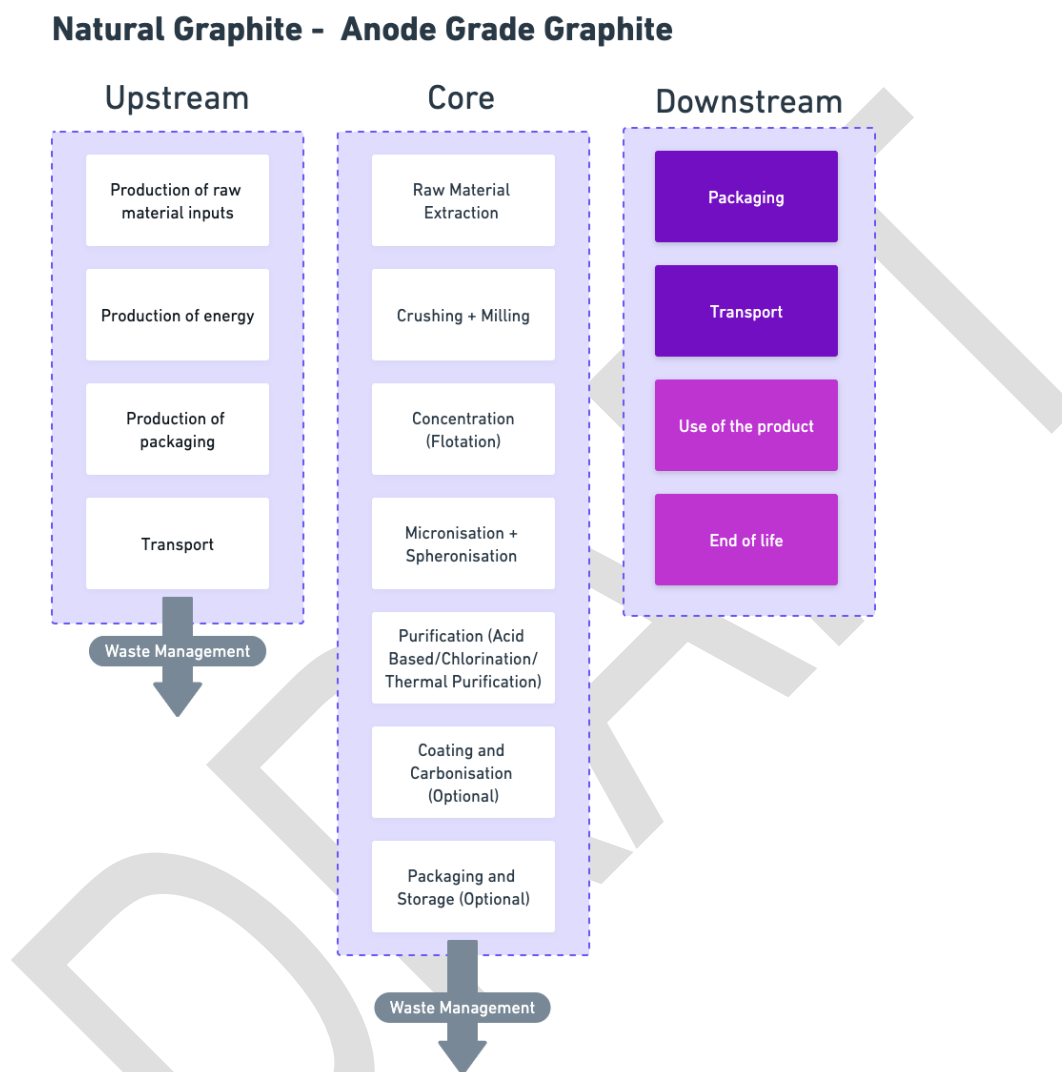 Natural Graphite - Anode Grade Graphite
Upstream
Production of raw
material inputs
Production of energy
Production of
packaging
Transport
Waste Management
Core
Raw Material
Extraction
Crushing + Milling
Concentration
(Flotation)
Micronisation +
Spheronisation
Purification (Acid
Based/Chlorination/
Thermal Purification)
Coating and
Carbonisation
(Optional)
Packaging and
Storage (Optional)
Waste Management
Downstream
Packaging
Transport
Use of the product
End of life
DRAFT